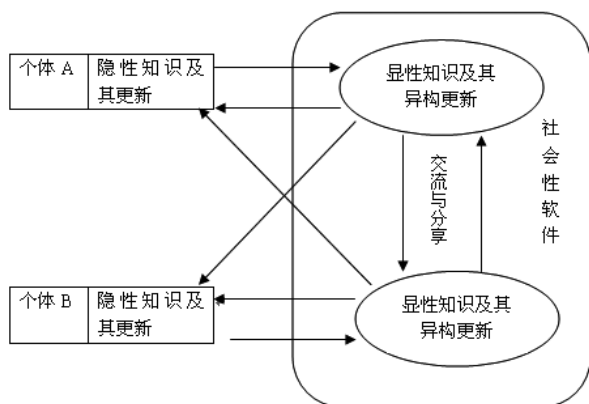 个体 A
隐性知识及
其更新
显性知识及其
异构更新
社会性软件
交流与分享
个体 B
隐性知识及
其更新
显性知识及其
异构更新